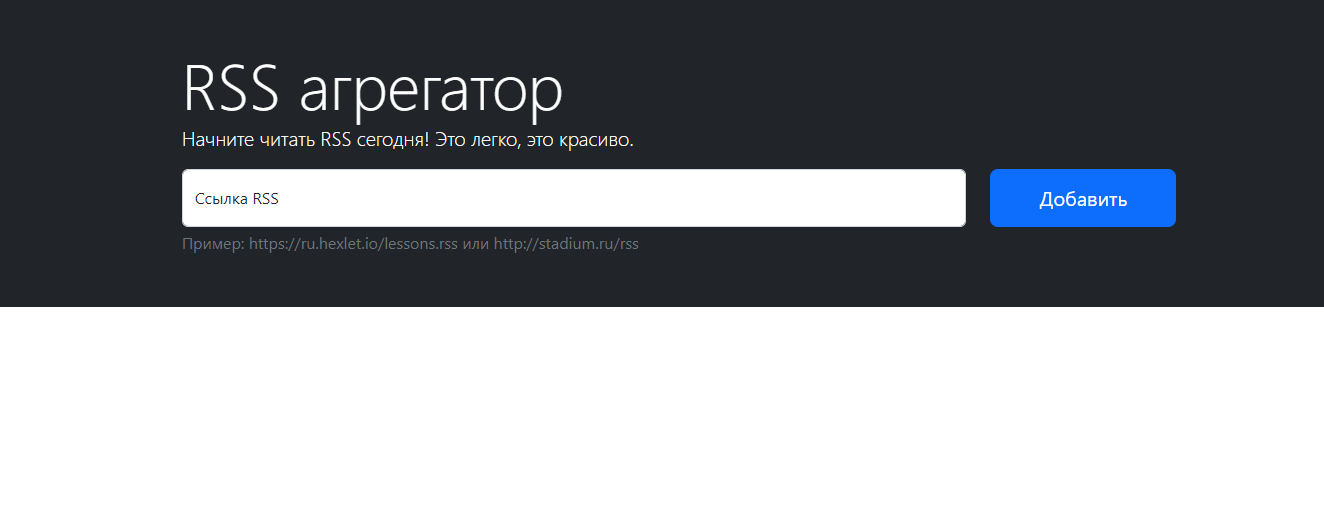 RSS агрегатор
Начните читать RSS сегодня! Это легко, это красиво.
Ссылка RSS
Добавить
Пример: https://ru.hexlet.io/lessons.rss или http://stadium.ru/rss